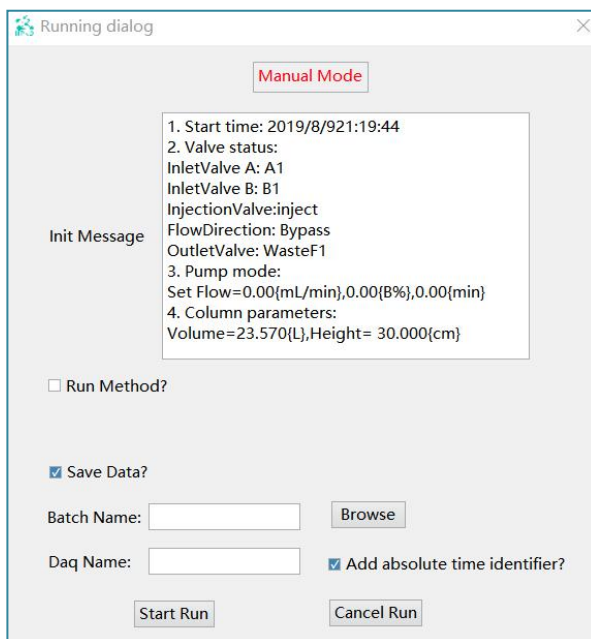 Running dialog
Manual Mode
Init Message
1. Start time: 2019/8/921:19:44
2. Valve status:
InletValve A: A1
InletValve B: B1
InjectionValve:inject
FlowDirection: Bypass
OutletValve: WasteF1
3. Pump mode:
Set Flow=0.00{mL/min},0.00{B%},0.00{min}
4. Column parameters:
Volume=23.570{L},Height= 30.000{cm}
Run Method?
Save Data?
Batch Name:
Browse
Daq Name:
Add absolute time identifier?
Start Run
Cancel Run